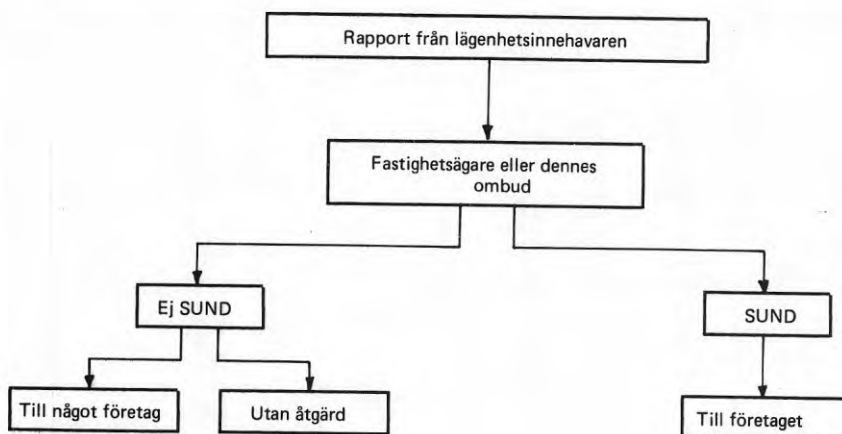 Rapport från lägenhetsinnehavaren
Fastighetsägare eller dennes
ombud
Ej SUND
SUND
Till något företag
Utan åtgärd
Till företaget